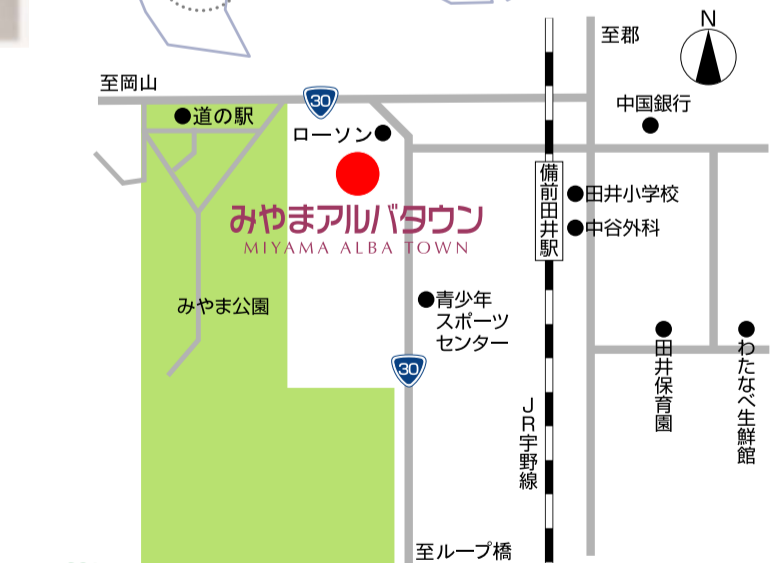 至郡
N
至岡山
30
中国銀行
道の駅
ローソン
備前田井駅
田井小学校
みやまアルバタウン
MIYAMA ALBA TOWN
中谷外科
みやま公園
青少年
スポーツ
センター
30
田井保育園
わたなべ生鮮館
JR宇野線
至ループ橋